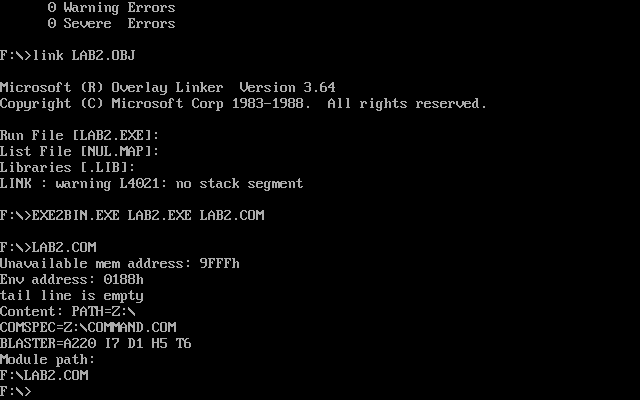 0 Warning Errors
0 Severe  Errors
F:\>link LAB2.OBJ
Microsoft (R) Overlay Linker  Version 3.64
Copyright (C) Microsoft Corp 1983-1988.  All rights reserved.
Run File [LAB2.EXE]:
List File [NUL.MAP]:
Libraries [.LIB]:
LINK : warning L4021: no stack segment
F:\>EXE2BIN.EXE LAB2.EXE LAB2.COM
F:\>LAB2.COM
Unavailable mem address: 9FFFh
Env address: 0188h
tail line is empty
Content: PATH=Z:\
COMSPEC=Z:\COMMAND.COM
BLASTER=A220 I7 D1 H5 T6
Module path:
F:\LAB2.COM
F:\>